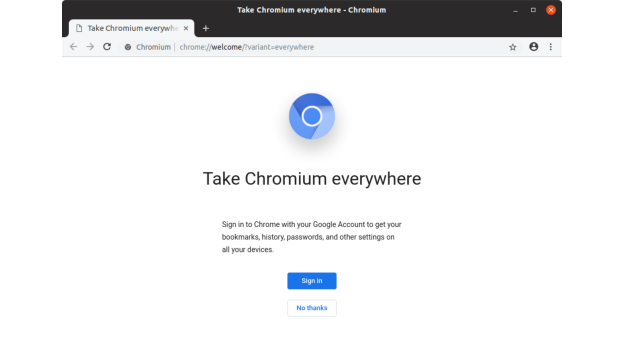 Take Chromium everywhere - Chromium
Take Chromium everywh
Chromium | chrome://welcome/?variant=everywhere
Take Chromium everywhere
Sign in to Chrome with your Google Account to get your
bookmarks, history, passwords, and other settings on
all your devices.
Sign in
No thanks